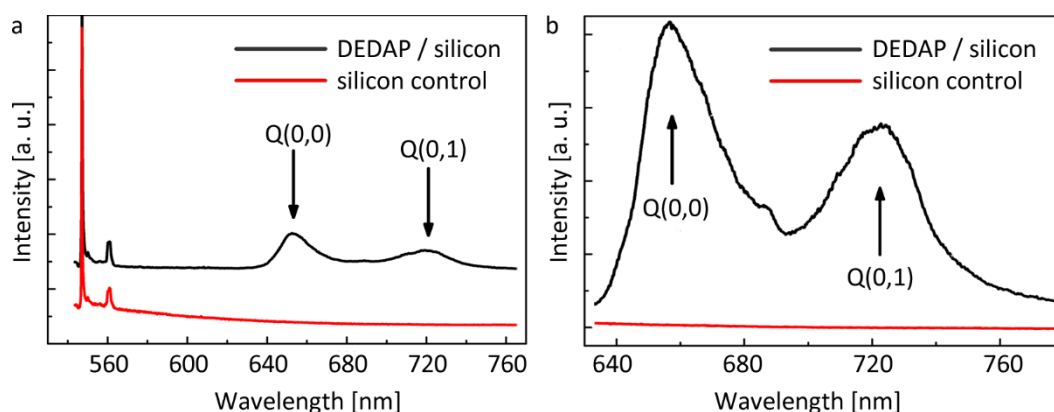 a
DEDAP / silicon
silicon control
Q(0,0)
Q(0,1)
Intensity [a. u.]
560 600 640 680 720 760
Wavelength [nm]
b
DEDAP / silicon
silicon control
Q(0,0)
Q(0,1)
Intensity [a. u.]
640 680 720 760
Wavelength [nm]